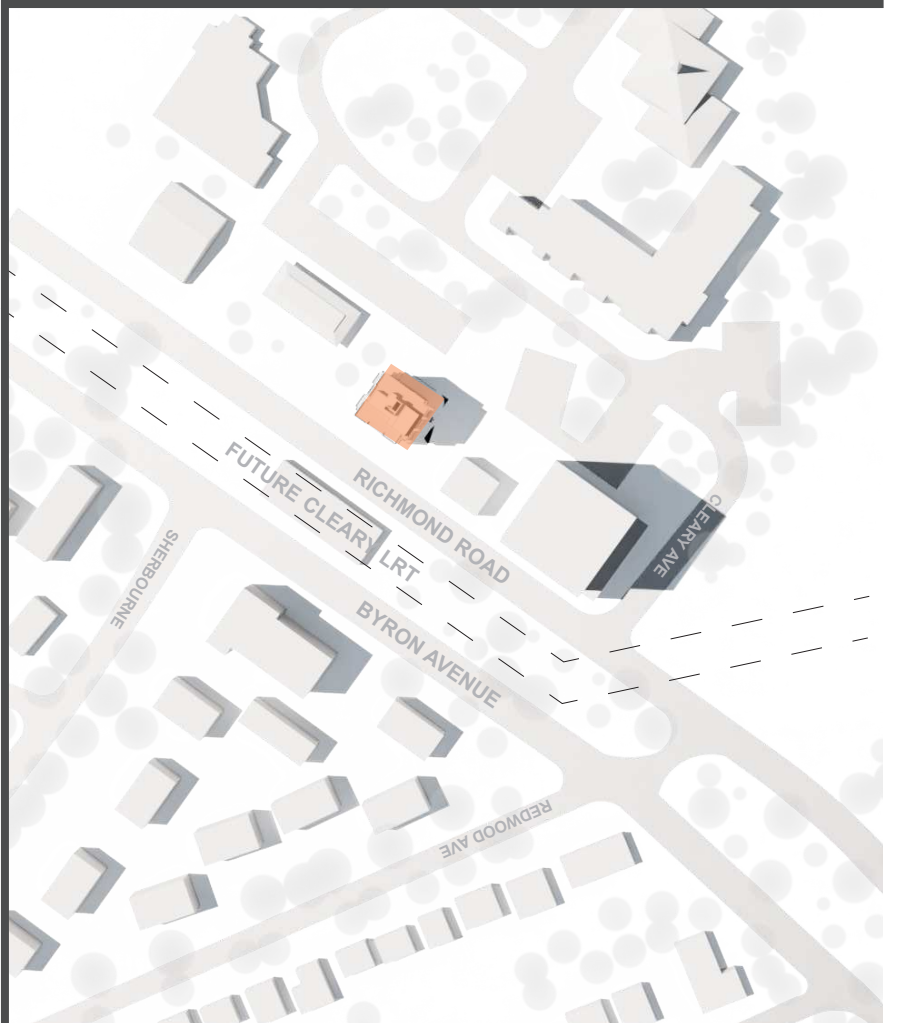 FUTURE CLEARY LRT
RICHMOND ROAD
CLEARY AVE
SHERBOURNE
BYRON AVENUE
REDWOOD AVE